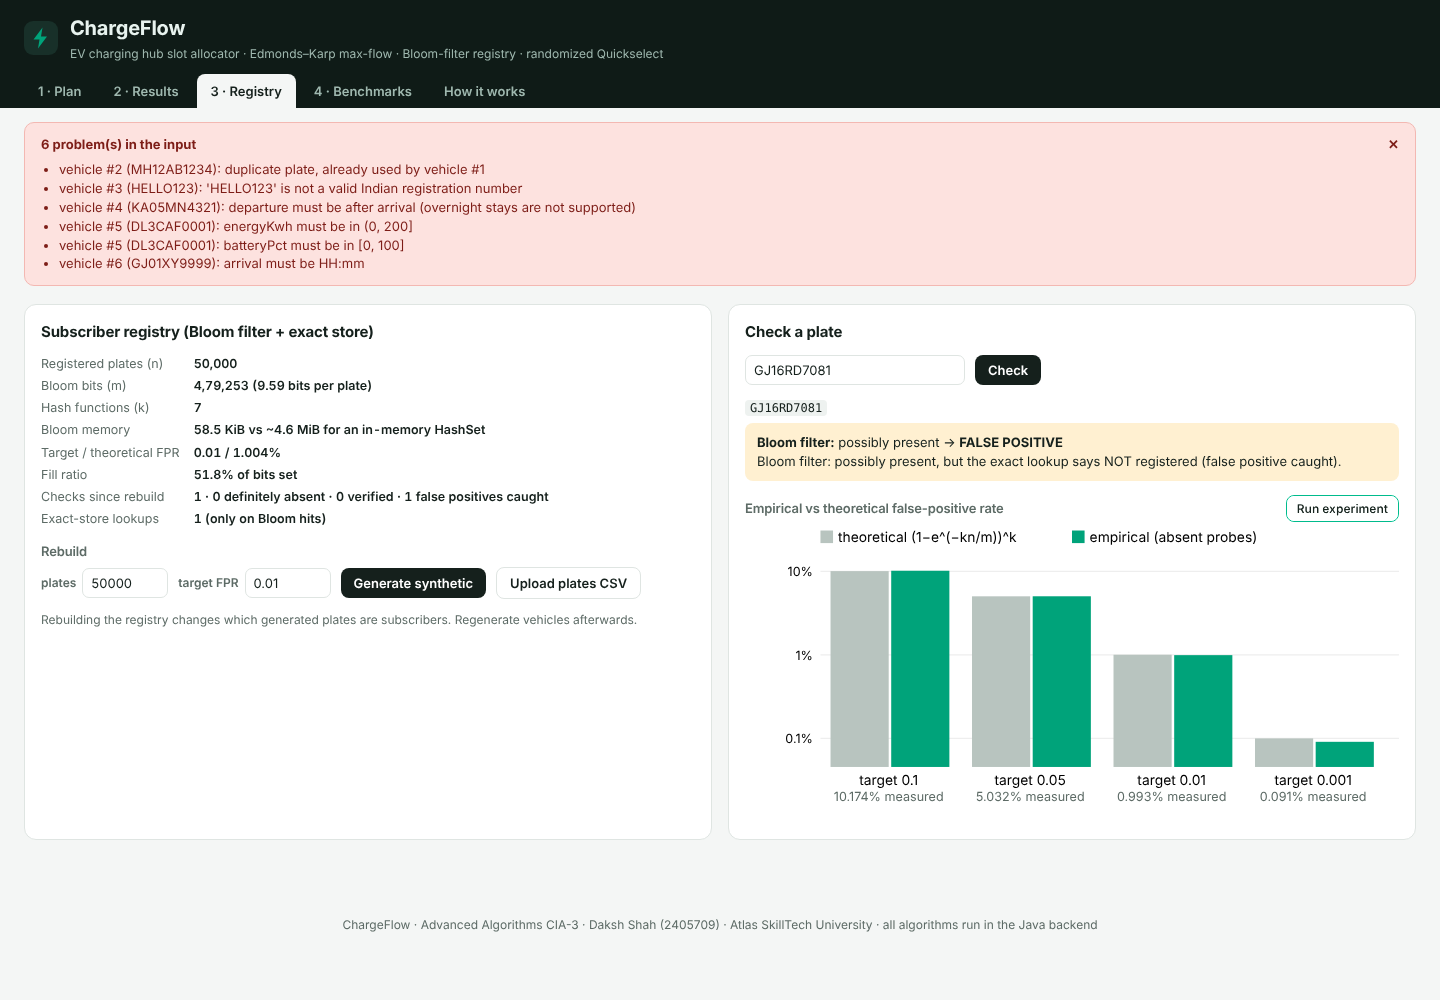 ChargeFlow
EV charging hub slot allocator · Edmonds–Karp max-flow · Bloom-filter registry · randomized Quickselect
1 · Plan
2 · Results
3 · Registry
4 · Benchmarks
How it works
6 problem(s) in the input
×
• vehicle #2 (MH12AB1234): duplicate plate, already used by vehicle #1
• vehicle #3 (HELLO123): 'HELLO123' is not a valid Indian registration number
• vehicle #4 (KA05MN4321): departure must be after arrival (overnight stays are not supported)
• vehicle #5 (DL3CAF0001): energyKwh must be in (0, 200]
• vehicle #5 (DL3CAF0001): batteryPct must be in [0, 100]
• vehicle #6 (GJ01XY9999): arrival must be HH:mm
Subscriber registry (Bloom filter + exact store)
Registered plates (n) 50,000
Bloom bits (m) 4,79,253 (9.59 bits per plate)
Hash functions (k) 7
Bloom memory 58.5 KiB vs ~4.6 MiB for an in-memory HashSet
Target / theoretical FPR 0.01 / 1.004%
Fill ratio 51.8% of bits set
Checks since rebuild 1 · 0 definitely absent · 0 verified · 1 false positives caught
Exact-store lookups 1 (only on Bloom hits)
Rebuild
plates 50000 target FPR 0.01 Generate synthetic Upload plates CSV
Rebuilding the registry changes which generated plates are subscribers. Regenerate vehicles afterwards.
Check a plate
GJ16RD7081 Check
GJ16RD7081
Bloom filter: possibly present → FALSE POSITIVE
Bloom filter: possibly present, but the exact lookup says NOT registered (false positive caught).
Empirical vs theoretical false-positive rate
Run experiment
theoretical (1−e^(−kn/m))^k
empirical (absent probes)
10%
1%
0.1%
target 0.1
10.174% measured
target 0.05
5.032% measured
target 0.01
0.993% measured
target 0.001
0.091% measured
ChargeFlow · Advanced Algorithms CIA-3 · Daksh Shah (2405709) · Atlas SkillTech University · all algorithms run in the Java backend